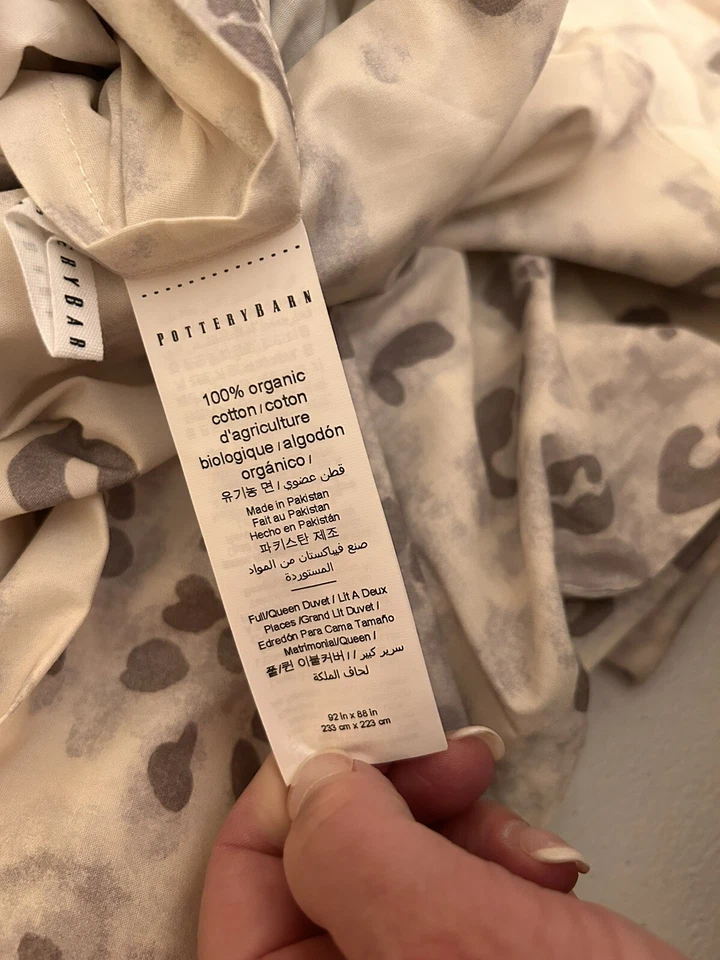 POTTERYBARN
100% organic
cotton / coton
d'agriculture
biologique / algodón
orgánico /
유기농 면 / قطن عضوي
Made in Pakistan
Fait au Pakistan
Hecho en Pakistán
파키스탄 제조
صنع فيباكستان من المواد
المستوردة
Full/Queen Duvet / Lit A Deux
Places /Grand Lit Duvet /
Edredón Para Cama Tamaño
Matrimonial/Queen /
풀/퀸 이불커버 / / سرير كبير
لحاف الملكة
92 in x 88 in
233 cm x 223 cm
ERYBAR